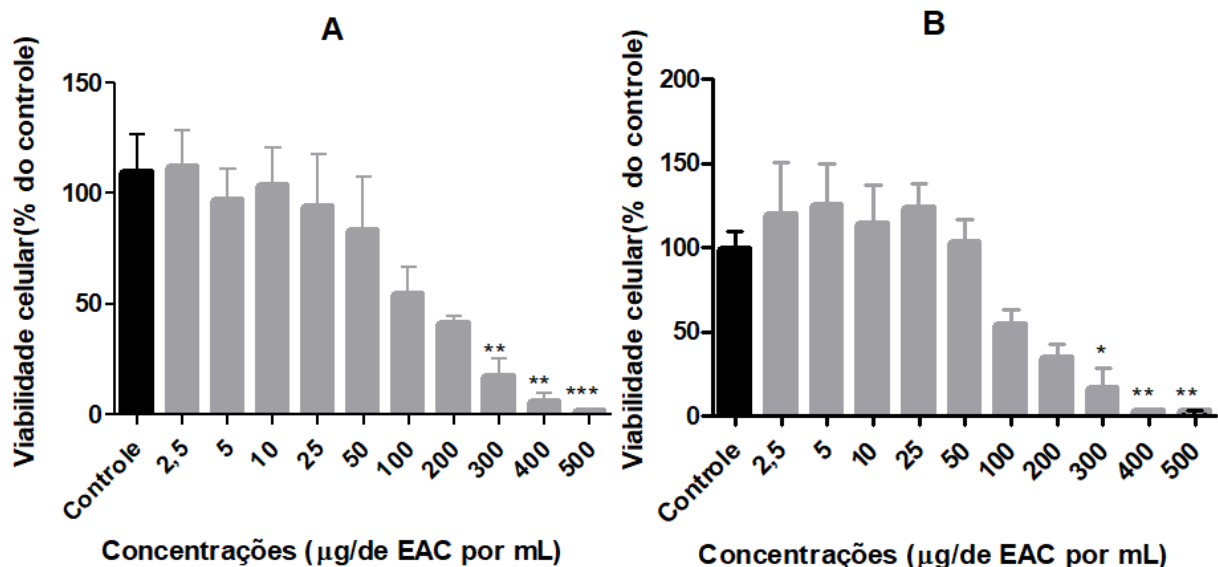 A
Viabilidade celular(% do controle)
150
100
50
0
** ** ***
Controle 2,5 5 10 25 50 100 200 300 400 500
Concentrações (µg/de EAC por mL)
B
Viabilidade celular(% do controle)
200
150
100
50
0
* ** **
Controle 2,5 5 10 25 50 100 200 300 400 500
Concentrações (µg/de EAC por mL)